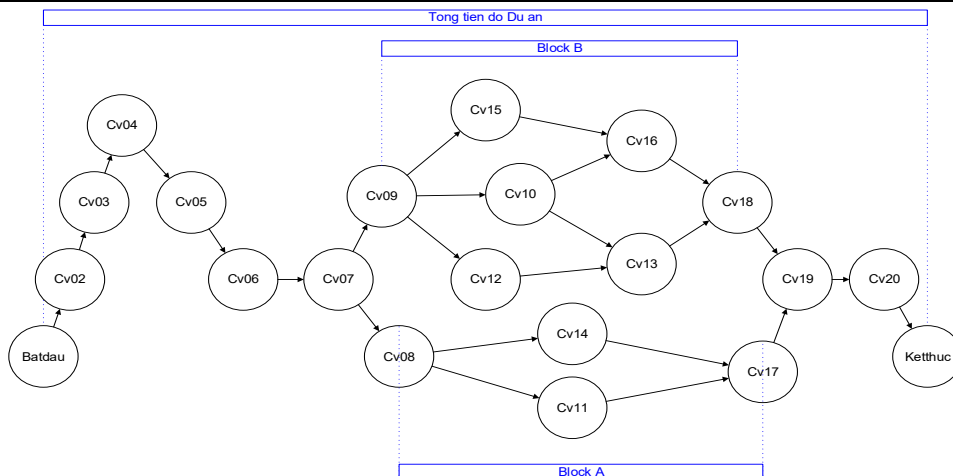 Tong tien do Du an
Block B
Cv15
Cv04
Cv16
Cv09
Cv10
Cv03
Cv05
Cv18
Cv13
Cv02
Cv06
Cv07
Cv12
Cv19
Cv20
Cv14
Batdau
Cv08
Ketthuc
Cv17
Cv11
Block A